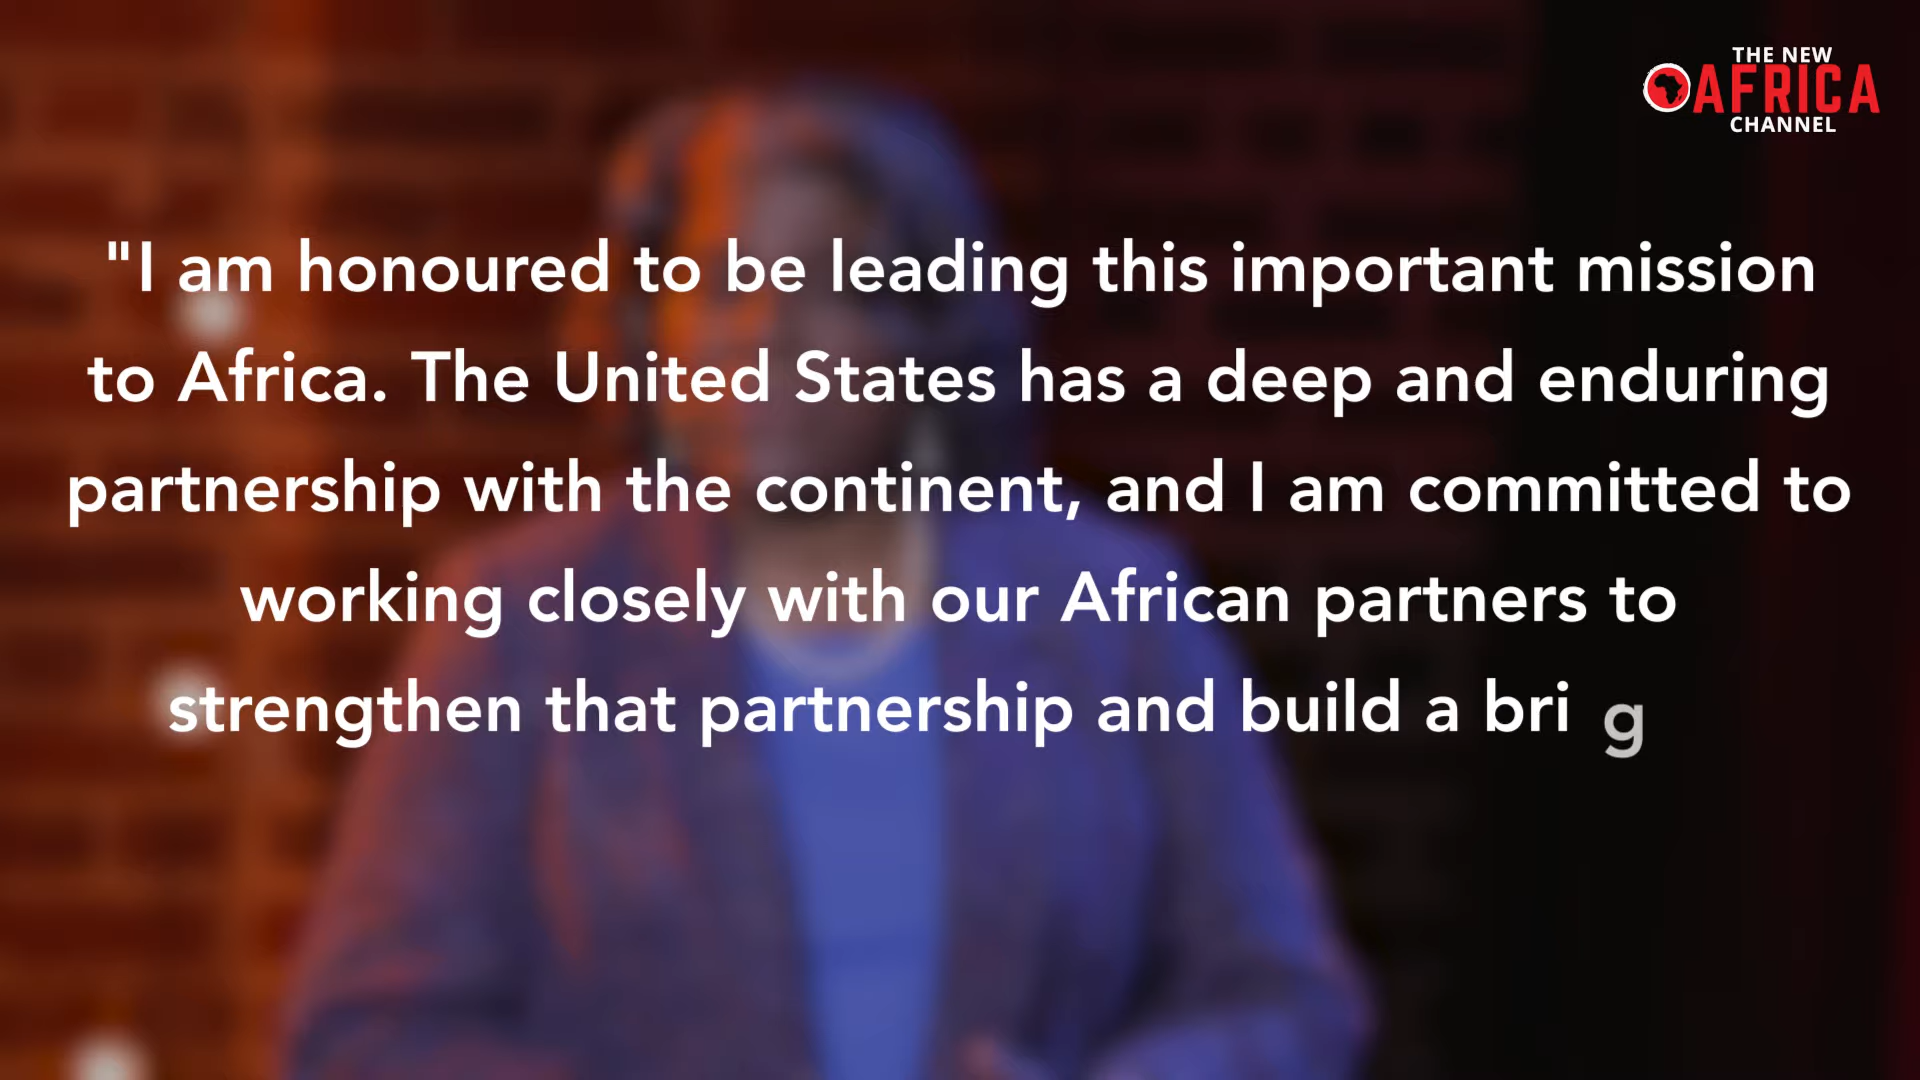 THE NEW
AFRICA
CHANNEL
"I am honoured to be leading this important mission
to Africa. The United States has a deep and enduring
partnership with the continent, and I am committed to
working closely with our African partners to
strengthen that partnership and build a bri g